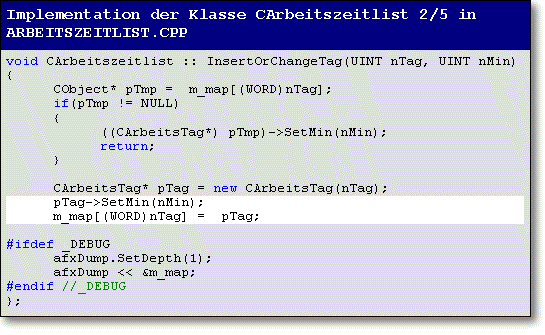 Implementation der Klasse CArbeitszeitlist 2/5 in
ARBEITSZEITLIST.CPP
void CArbeitszeitlist :: InsertOrChangeTag(UINT nTag, UINT nMin)
{
CObject* pTmp = m_map[(WORD)nTag];
if(pTmp != NULL)
{
((CArbeitsTag*) pTmp)->SetMin(nMin);
return;
}
CArbeitsTag* pTag = new CArbeitsTag(nTag);
pTag->SetMin(nMin);
m_map[(WORD)nTag] = pTag;
#ifdef _DEBUG
afxDump.SetDepth(1);
afxDump << &m_map;
#endif //_DEBUG
};